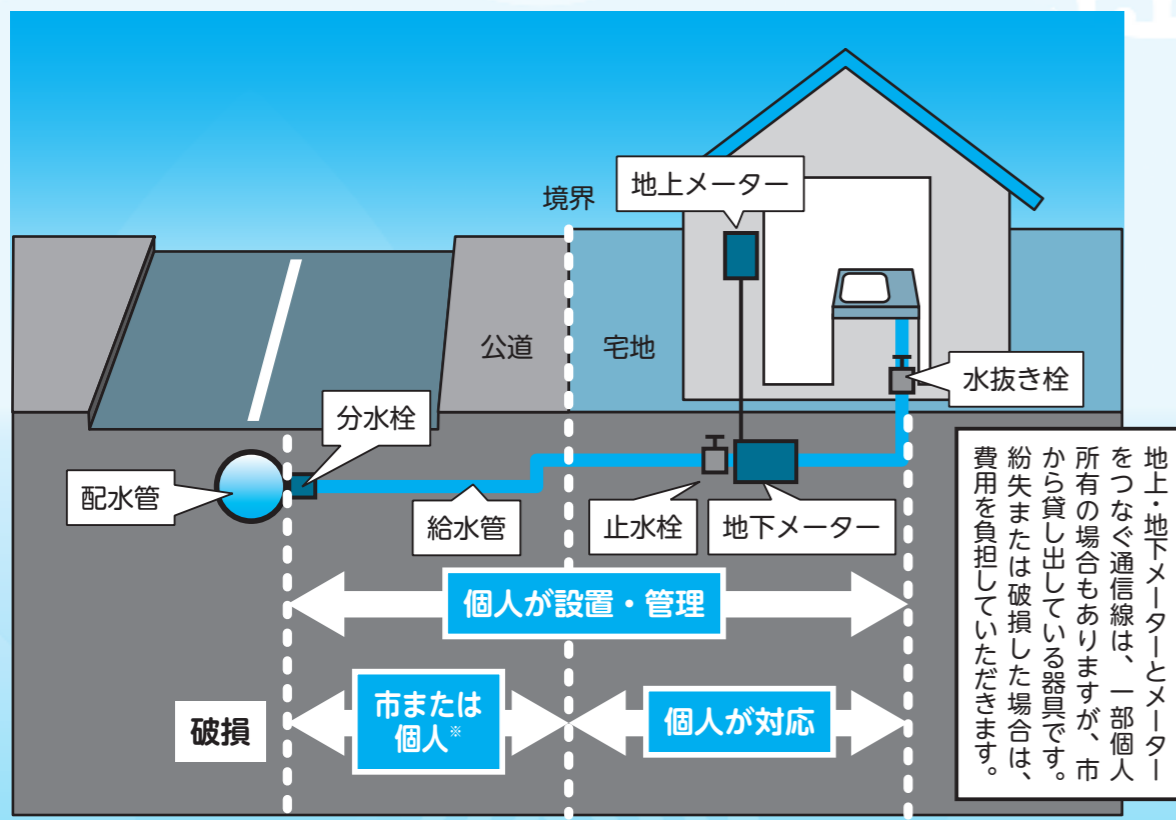 境界
地上メーター
公道
宅地
水抜き栓
分水栓
配水管
給水管
止水栓
地下メーター
個人が設置・管理
破損
市または
個人※
個人が対応
地上・地下メーターとメーター
をつなぐ通信線は、一部個人
所有の場合もありますが、市
から貸し出している器具です。
紛失または破損した場合は、
費用を負担していただきます。